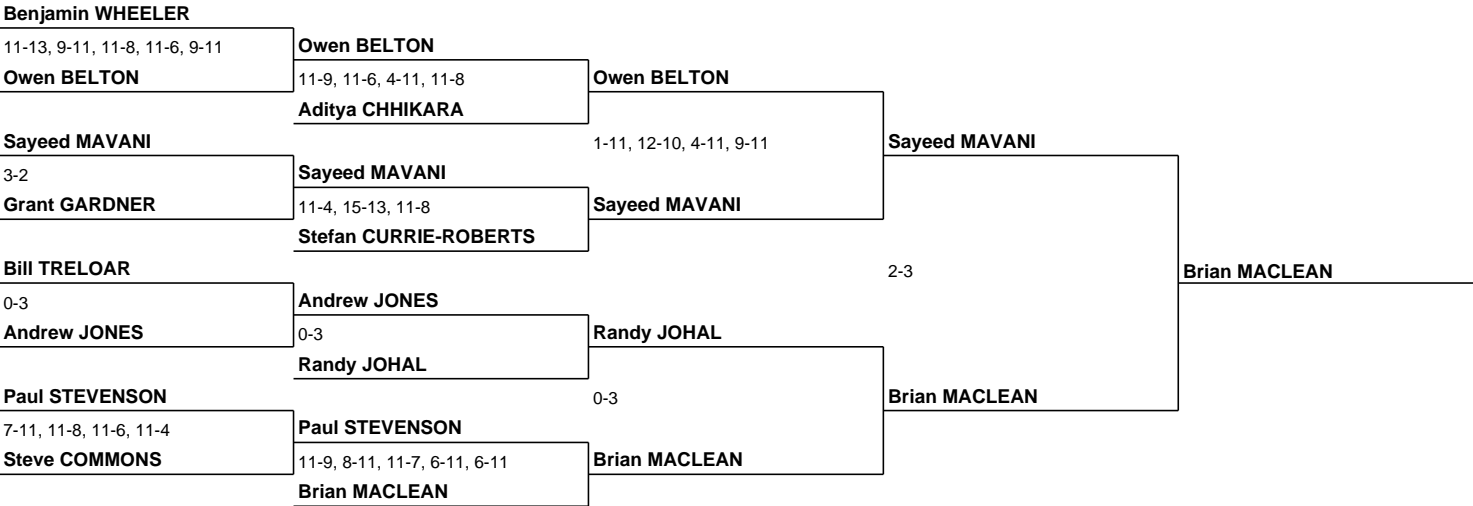 Benjamin WHEELER
11-13, 9-11, 11-8, 11-6, 9-11
Owen BELTON
Owen BELTON
11-9, 11-6, 4-11, 11-8
Aditya CHHIKARA
Owen BELTON
1-11, 12-10, 4-11, 9-11
Sayeed MAVANI
Sayeed MAVANI
3-2
Grant GARDNER
Sayeed MAVANI
11-4, 15-13, 11-8
Stefan CURRIE-ROBERTS
Sayeed MAVANI
2-3
Brian MACLEAN
Bill TRELOAR
0-3
Andrew JONES
Andrew JONES
0-3
Randy JOHAL
Randy JOHAL
0-3
Brian MACLEAN
Paul STEVENSON
7-11, 11-8, 11-6, 11-4
Steve COMMONS
Paul STEVENSON
11-9, 8-11, 11-7, 6-11, 6-11
Brian MACLEAN
Brian MACLEAN